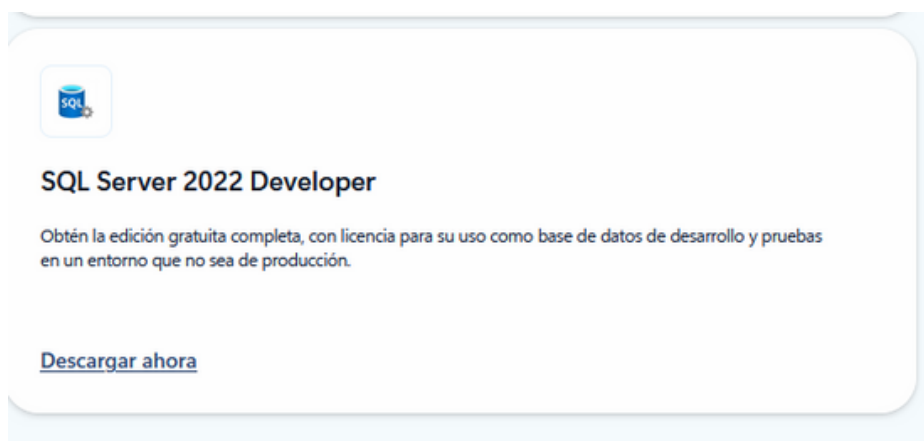 SQL
SQL Server 2022 Developer
Obtén la edición gratuita completa, con licencia para su uso como base de datos de desarrollo y pruebas
en un entorno que no sea de producción.
Descargar ahora